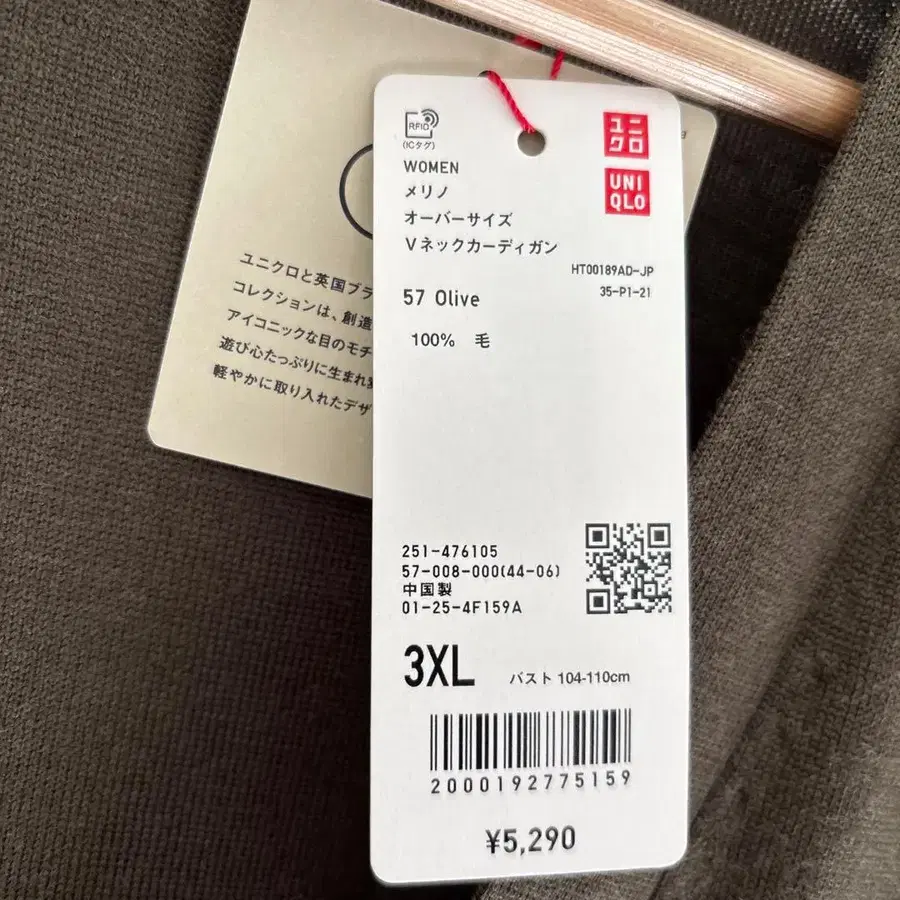 RFID
(ICタグ)
ユニクロ
UNIQLO
WOMEN
メリノ
オーバーサイズ
Vネックカーディガン
HT00189AD-JP
35-P1-21
57 Olive
100% 毛
251-476105
57-008-000(44-06)
中国製
01-25-4F159A
3XL
バスト 104-110cm
2000192775159
¥5,290
ユニクロと英国ブラ
コレクションは、創造
アイコニックな目のモチ
遊び心たっぷりに生まれ変
軽やかに取り入れたデザ